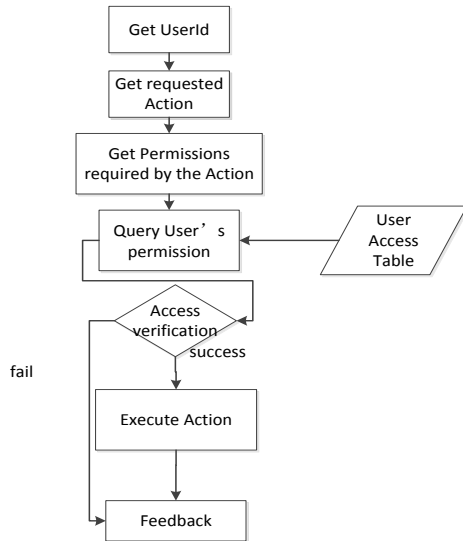 Get UserId
Get requested
Action
Get Permissions
required by the Action
Query User’s
permission
User
Access
Table
Access
verification
success
fail
Execute Action
Feedback